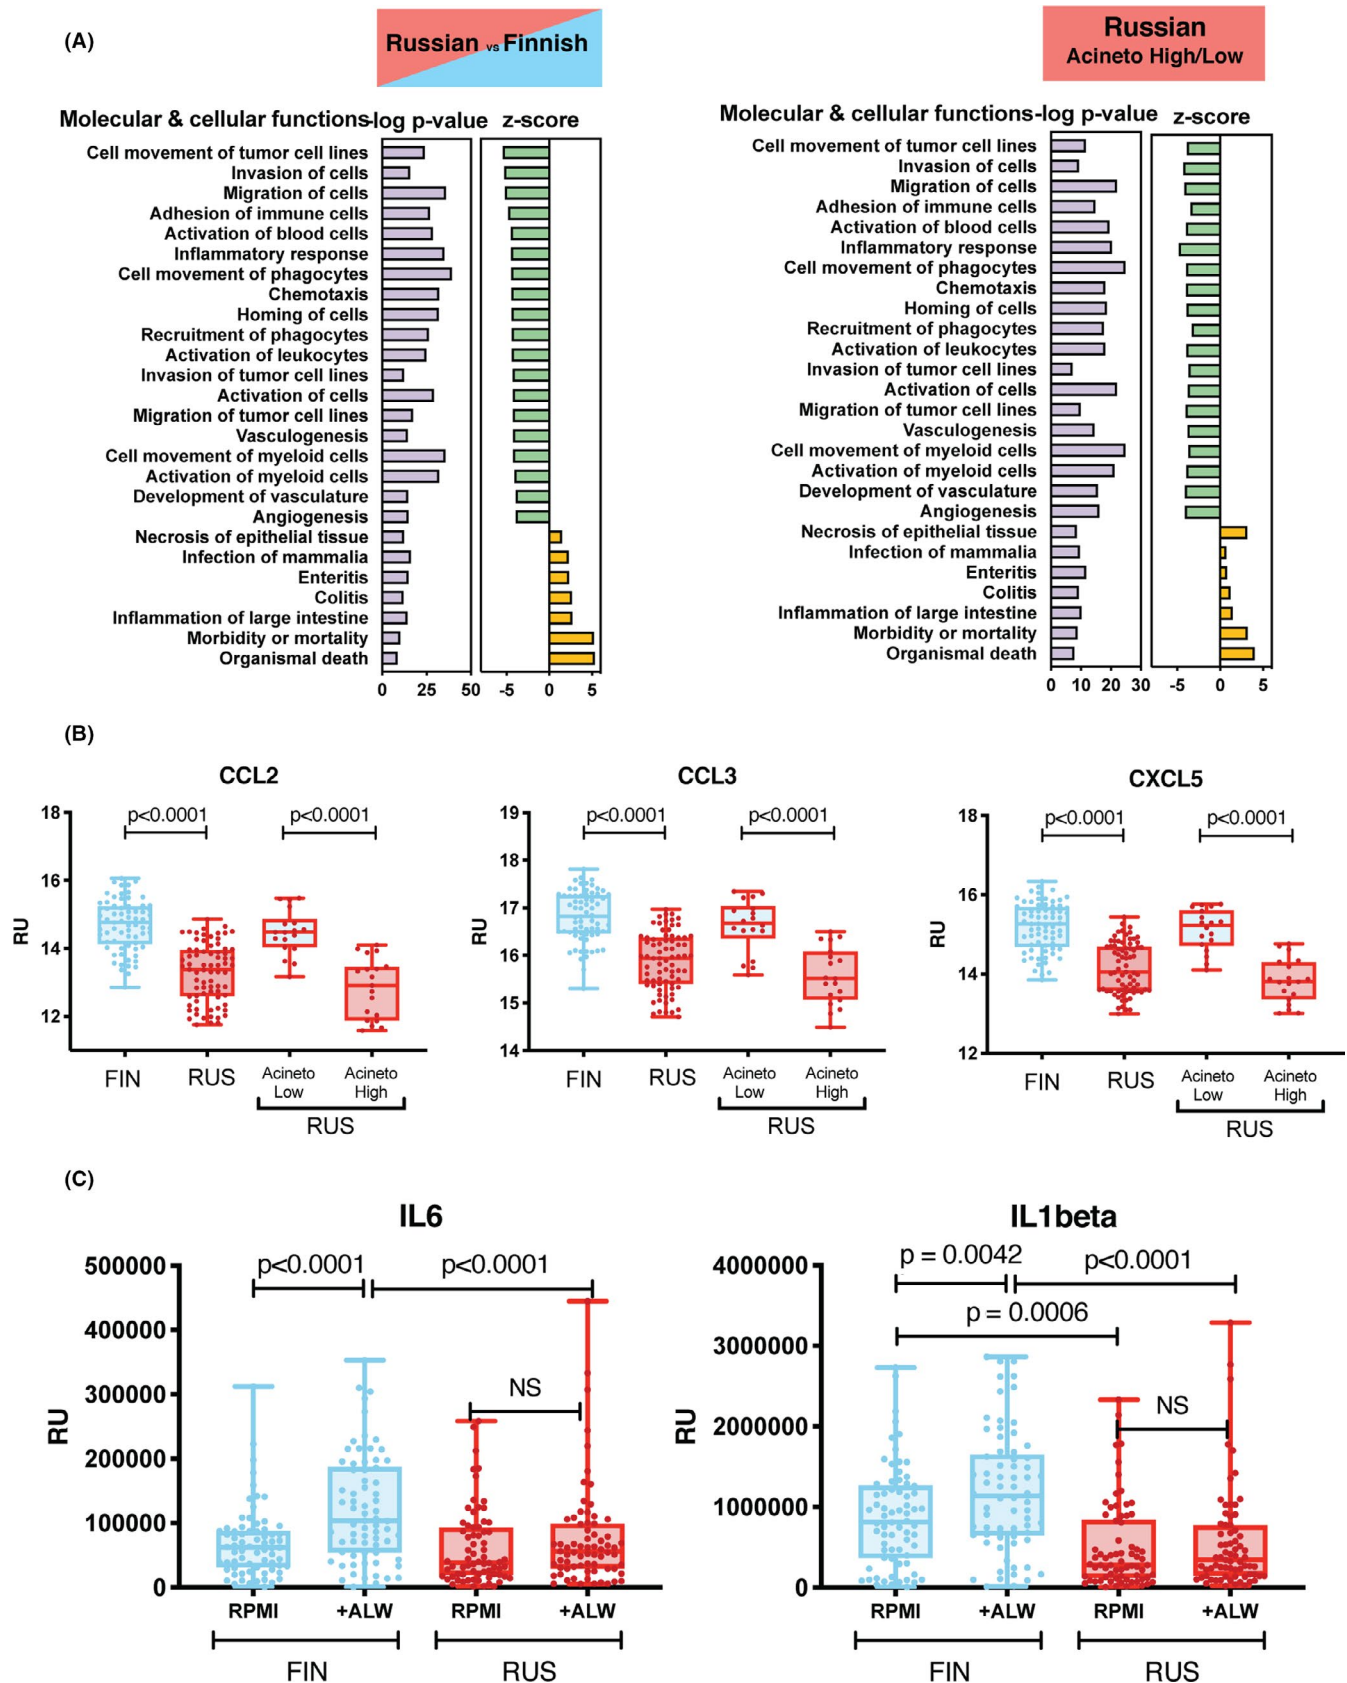 (A)
Russian vs Finnish
Russian
Acineto High/Low
Molecular & cellular functions -log p-value z-score
Cell movement of tumor cell lines
Invasion of cells
Migration of cells
Adhesion of immune cells
Activation of blood cells
Inflammatory response
Cell movement of phagocytes
Chemotaxis
Homing of cells
Recruitment of phagocytes
Activation of leukocytes
Invasion of tumor cell lines
Activation of cells
Migration of tumor cell lines
Vasculogenesis
Cell movement of myeloid cells
Activation of myeloid cells
Development of vasculature
Angiogenesis
Necrosis of epithelial tissue
Infection of mammalia
Enteritis
Colitis
Inflammation of large intestine
Morbidity or mortality
Organismal death
0 25 50 -5 0 5
Molecular & cellular functions -log p-value z-score
Cell movement of tumor cell lines
Invasion of cells
Migration of cells
Adhesion of immune cells
Activation of blood cells
Inflammatory response
Cell movement of phagocytes
Chemotaxis
Homing of cells
Recruitment of phagocytes
Activation of leukocytes
Invasion of tumor cell lines
Activation of cells
Migration of tumor cell lines
Vasculogenesis
Cell movement of myeloid cells
Activation of myeloid cells
Development of vasculature
Angiogenesis
Necrosis of epithelial tissue
Infection of mammalia
Enteritis
Colitis
Inflammation of large intestine
Morbidity or mortality
Organismal death
0 10 20 30 -5 0 5
(B)
CCL2
18
16
14
12
RU
p<0.0001 p<0.0001
FIN RUS Acineto Low Acineto High
RUS
CCL3
19
18
17
16
15
14
RU
p<0.0001 p<0.0001
FIN RUS Acineto Low Acineto High
RUS
CXCL5
18
16
14
12
RU
p<0.0001 p<0.0001
FIN RUS Acineto Low Acineto High
RUS
(C)
IL6
500000
400000
300000
200000
100000
0
RU
p<0.0001 p<0.0001
NS
RPMI +ALW RPMI +ALW
FIN RUS
IL1beta
4000000
3000000
2000000
1000000
0
RU
p = 0.0042 p<0.0001
p = 0.0006
NS
RPMI +ALW RPMI +ALW
FIN RUS